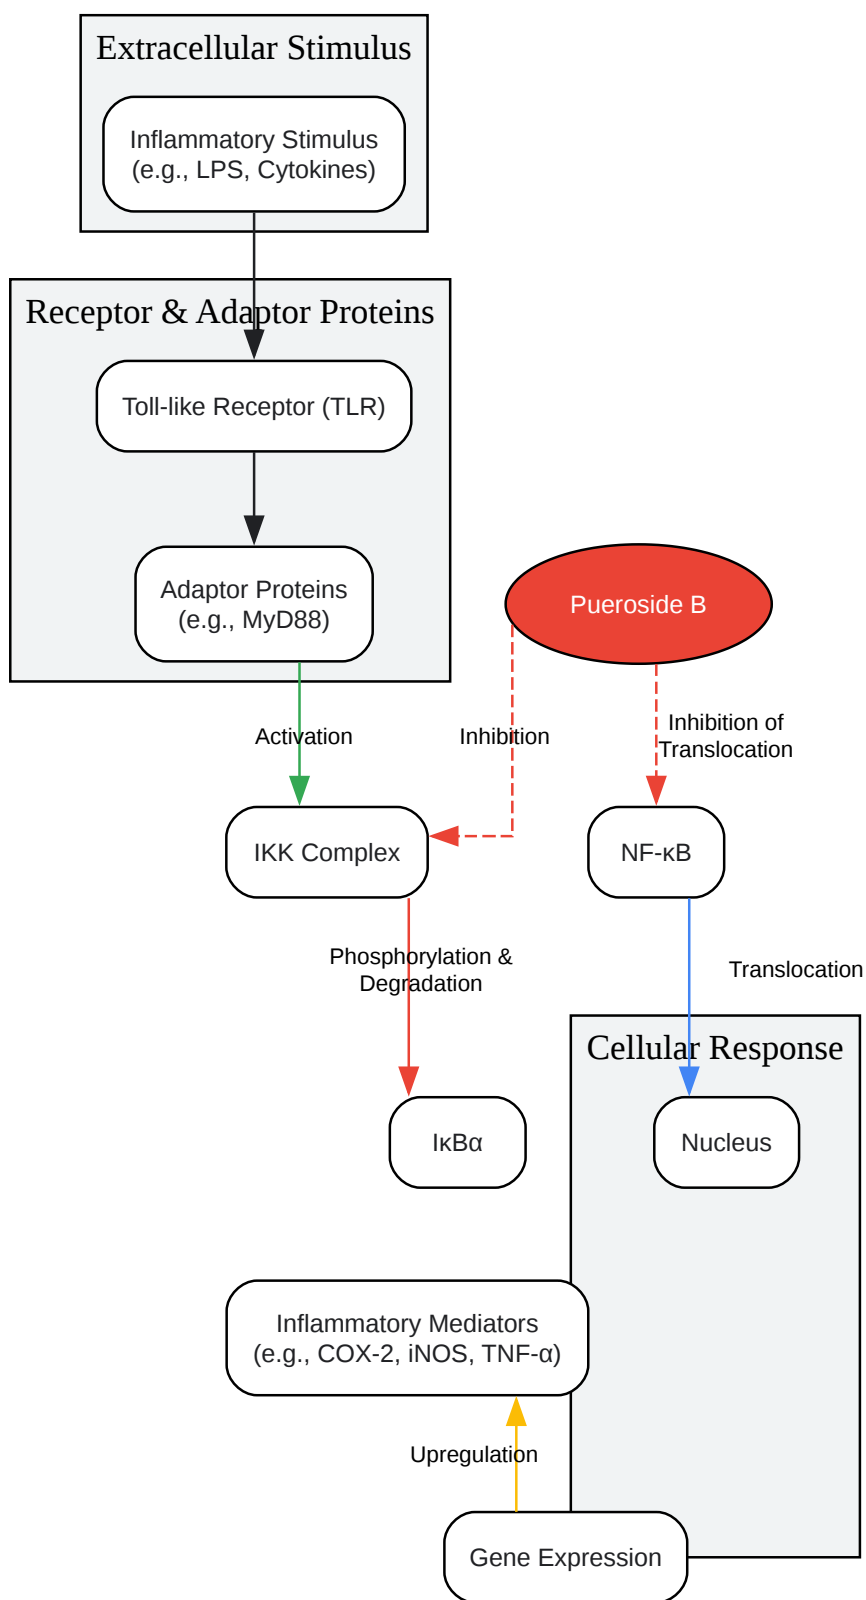 Extracellular Stimulus
Inflammatory Stimulus
(e.g., LPS, Cytokines)
Receptor & Adaptor Proteins
Toll-like Receptor (TLR)
Adaptor Proteins
(e.g., MyD88)
Pueroside B
Activation
Inhibition
Inhibition of
Translocation
IKK Complex
NF-κB
Phosphorylation &
Degradation
Translocation
Cellular Response
IκBα
Nucleus
Inflammatory Mediators
(e.g., COX-2, iNOS, TNF-α)
Upregulation
Gene Expression